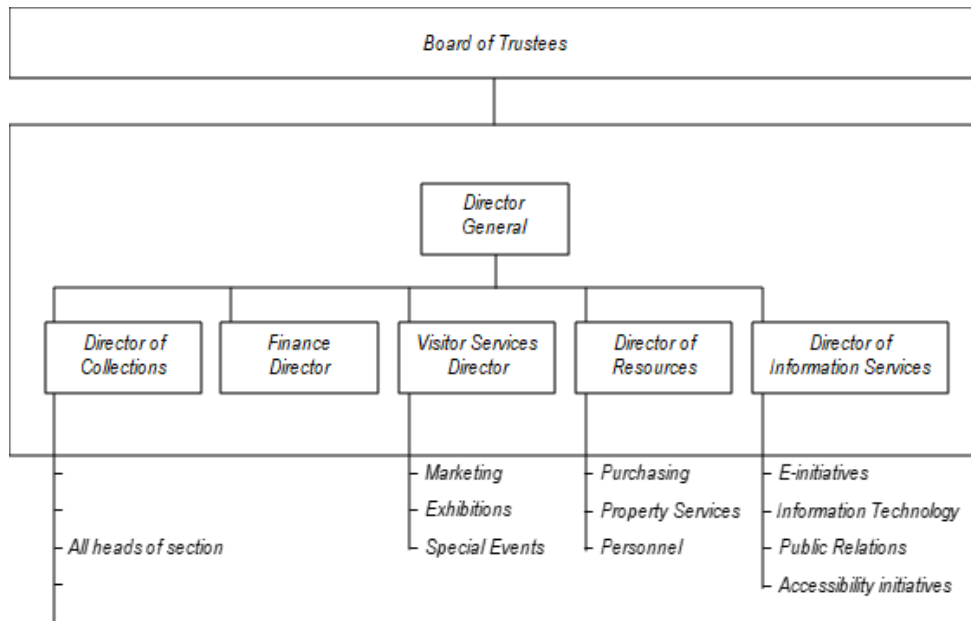 Board of Trustees
Director
General
Director of
Collections
Finance
Director
Visitor Services
Director
Director of
Resources
Director of
Information Services
All heads of section
Marketing
Exhibitions
Special Events
Purchasing
Property Services
Personnel
E-initiatives
Information Technology
Public Relations
Accessibility initiatives